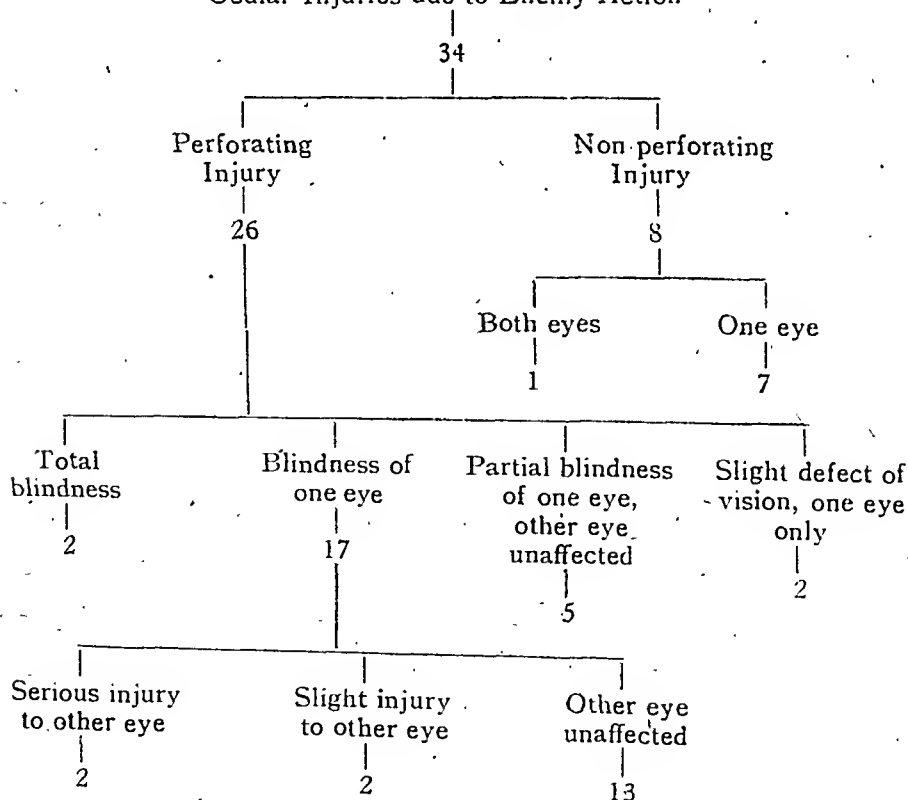 Ocular Injuries due to Enemy Action
34
Perforating
Injury
26
Non-perforating
Injury
8
Both eyes
1
One eye
7
Total
blindness
2
Blindness of
one eye
17
Partial blindness
of one eye,
other eye
unaffected
5
Slight defect of
vision, one eye
only
2
Serious injury
to other eye
2
Slight injury
to other eye
2
Other eye
unaffected
13